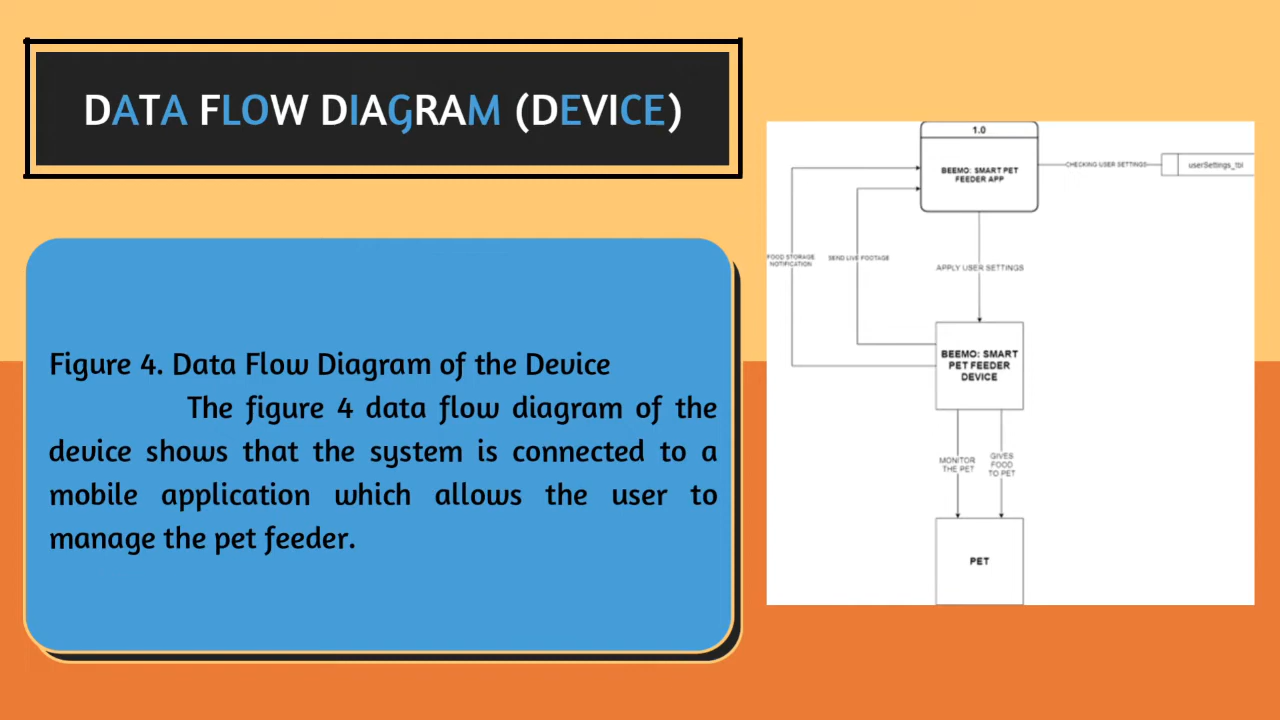 DATA FLOW DIAGRAM (DEVICE)
Figure 4. Data Flow Diagram of the Device
The figure 4 data flow diagram of the
device shows that the system is connected to a
mobile application which allows the user to
manage the pet feeder.
1.0
BEEMO: SMART PET
FEEDER APP
CHECKING USER SETTINGS
userSettings_tbl
FOOD STORAGE
NOTIFICATION
SEND LIVE FOOTAGE
APPLY USER SETTINGS
BEEMO: SMART
PET FEEDER
DEVICE
MONITOR
THE PET
GIVES
FOOD
TO PET
PET